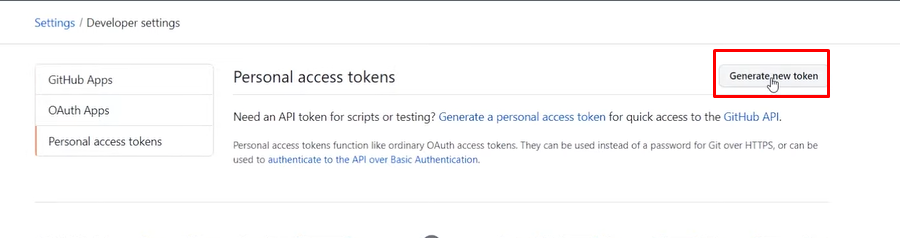 Settings / Developer settings
GitHub Apps
OAuth Apps
Personal access tokens
Personal access tokens
Generate new token
Need an API token for scripts or testing? Generate a personal access token for quick access to the GitHub API.
Personal access tokens function like ordinary OAuth access tokens. They can be used instead of a password for Git over HTTPS, or can be
used to authenticate to the API over Basic Authentication.